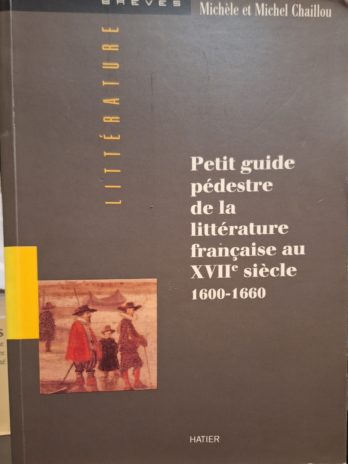 BRÈVES
Michèle et Michel Chaillou
LITTÉRATURE
Petit guide
pédestre
de la
littérature
française au
XVIIe siècle
1600-1660
HATIER